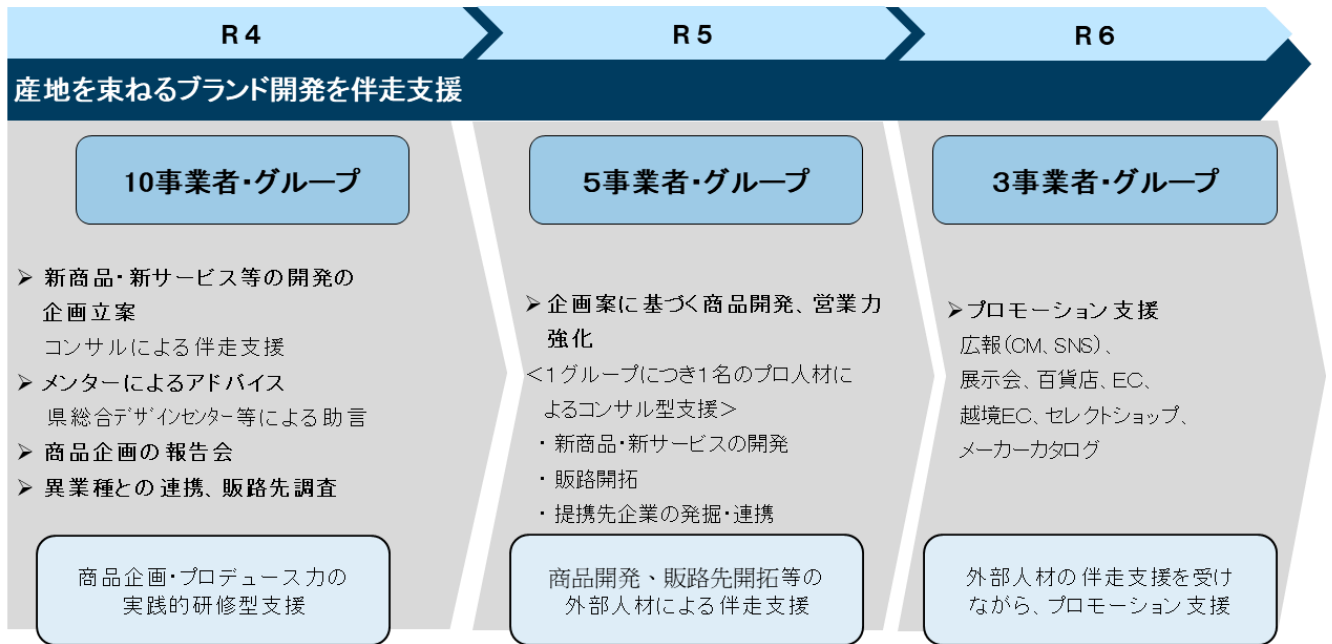 R4
R5
R6
産地を束ねるブランド開発を伴走支援
10事業者・グループ
➢ 新商品・新サービス等の開発の
企画立案
コンサルによる伴走支援
➢ メンターによるアドバイス
県総合デザインセンター等による助言
➢ 商品企画の報告会
➢ 異業種との連携、販路先調査
商品企画・プロデュース力の
実践的研修型支援
5事業者・グループ
➢ 企画案に基づく商品開発、営業力
強化
<1グループにつき1名のプロ人材に
よるコンサル型支援>
・新商品・新サービスの開発
・販路開拓
・提携先企業の発掘・連携
商品開発、販路先開拓等の
外部人材による伴走支援
3事業者・グループ
➢プロモーション支援
広報(CM、SNS)、
展示会、百貨店、EC、
越境EC、セレクトショップ、
メーカーカタログ
外部人材の伴走支援を受け
ながら、プロモーション支援